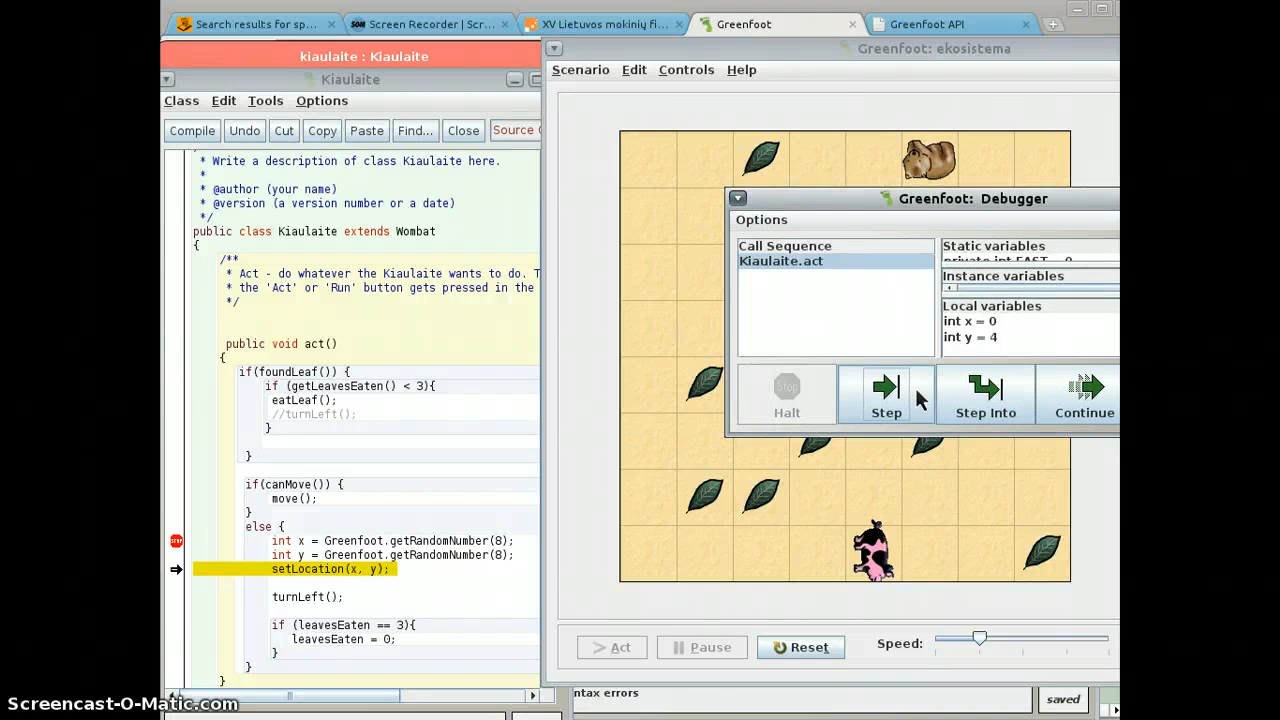 Search results for sp...
Screen Recorder | Scr...
XV Lietuvos mokinių fi...
Greenfoot
Greenfoot API
kiaulaite : Kiaulaite
Kiaulaite
Class Edit Tools Options
Compile Undo Cut Copy Paste Find... Close Source
* Write a description of class Kiaulaite here.
*
* @author (your name)
* @version (a version number or a date)
*/
public class Kiaulaite extends Wombat
{
/**
* Act - do whatever the Kiaulaite wants to do. T
* the 'Act' or 'Run' button gets pressed in the
*/
public void act()
{
if(foundLeaf()) {
if (getLeavesEaten() < 3){
eatLeaf();
//turnLeft();
}
}
if(canMove()) {
move();
}
else {
STOP
int x = Greenfoot.getRandomNumber(8);
int y = Greenfoot.getRandomNumber(8);
setLocation(x, y);
turnLeft();
if (leavesEaten == 3){
leavesEaten = 0;
}
}
}
Greenfoot: ekosistema
Scenario Edit Controls Help
Greenfoot: Debugger
Options
Call Sequence
Kiaulaite.act
Static variables
private int EAST = 0
Instance variables
Local variables
int x = 0
int y = 4
Stop
Halt
Step
Step Into
Continue
> Act
Pause
Reset
Speed:
ntax errors
saved
Screencast-O-Matic.com